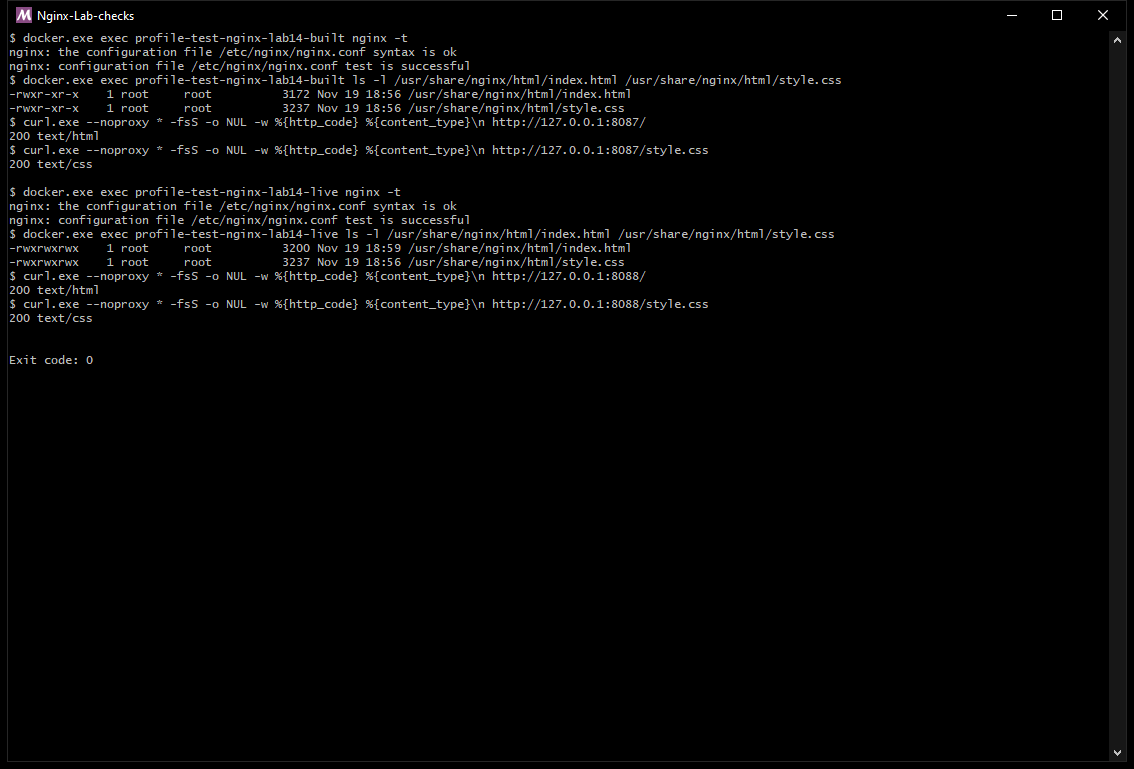 Nginx-Lab-checks
$ docker.exe exec profile-test-nginx-lab14-built nginx -t
nginx: the configuration file /etc/nginx/nginx.conf syntax is ok
nginx: configuration file /etc/nginx/nginx.conf test is successful
$ docker.exe exec profile-test-nginx-lab14-built ls -l /usr/share/nginx/html/index.html /usr/share/nginx/html/style.css
-rwxr-xr-x    1 root     root          3172 Nov 19 18:56 /usr/share/nginx/html/index.html
-rwxr-xr-x    1 root     root          3237 Nov 19 18:56 /usr/share/nginx/html/style.css
$ curl.exe --noproxy * -fsS -o NUL -w %{http_code} %{content_type}\n http://127.0.0.1:8087/
200 text/html
$ curl.exe --noproxy * -fsS -o NUL -w %{http_code} %{content_type}\n http://127.0.0.1:8087/style.css
200 text/css

$ docker.exe exec profile-test-nginx-lab14-live nginx -t
nginx: the configuration file /etc/nginx/nginx.conf syntax is ok
nginx: configuration file /etc/nginx/nginx.conf test is successful
$ docker.exe exec profile-test-nginx-lab14-live ls -l /usr/share/nginx/html/index.html /usr/share/nginx/html/style.css
-rwxrwxrwx    1 root     root          3200 Nov 19 18:59 /usr/share/nginx/html/index.html
-rwxrwxrwx    1 root     root          3237 Nov 19 18:56 /usr/share/nginx/html/style.css
$ curl.exe --noproxy * -fsS -o NUL -w %{http_code} %{content_type}\n http://127.0.0.1:8088/
200 text/html
$ curl.exe --noproxy * -fsS -o NUL -w %{http_code} %{content_type}\n http://127.0.0.1:8088/style.css
200 text/css

Exit code: 0